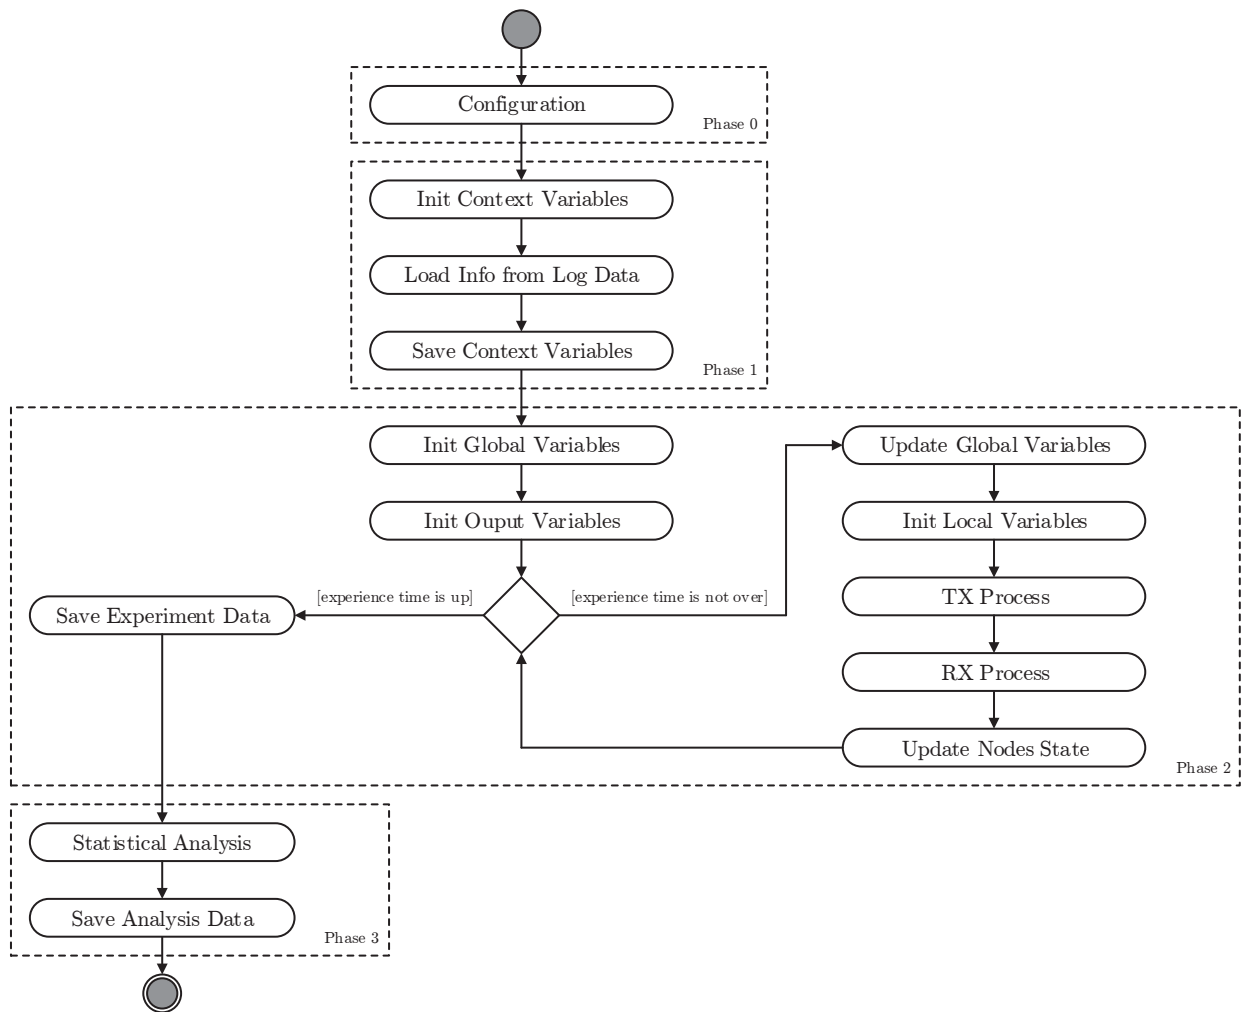 Configuration
Phase 0
Init Context Variables
Load Info from Log Data
Save Context Variables
Phase 1
Init Global Variables
Update Global Variables
Init Ouput Variables
Init Local Variables
[experience time is up]
[experience time is not over]
TX Process
Save Experiment Data
RX Process
Update Nodes State
Phase 2
Statistical Analysis
Save Analysis Data
Phase 3